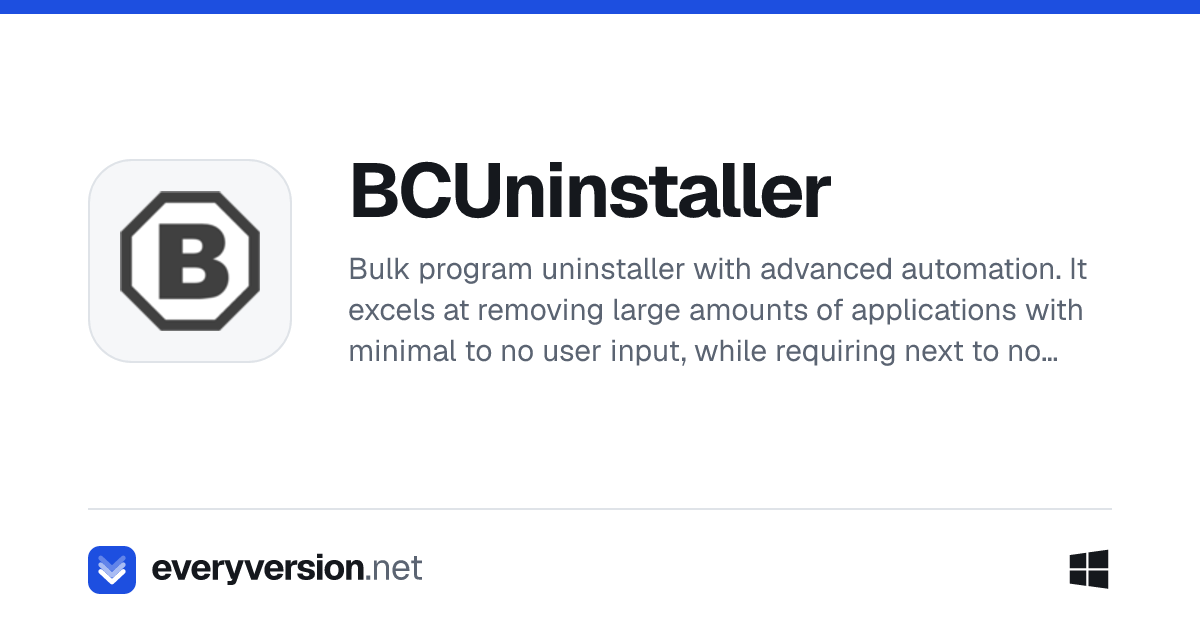 BCUninstaller
Bulk program uninstaller with advanced automation. It
excels at removing large amounts of applications with
minimal to no user input, while requiring next to no...
B
everyversion.net